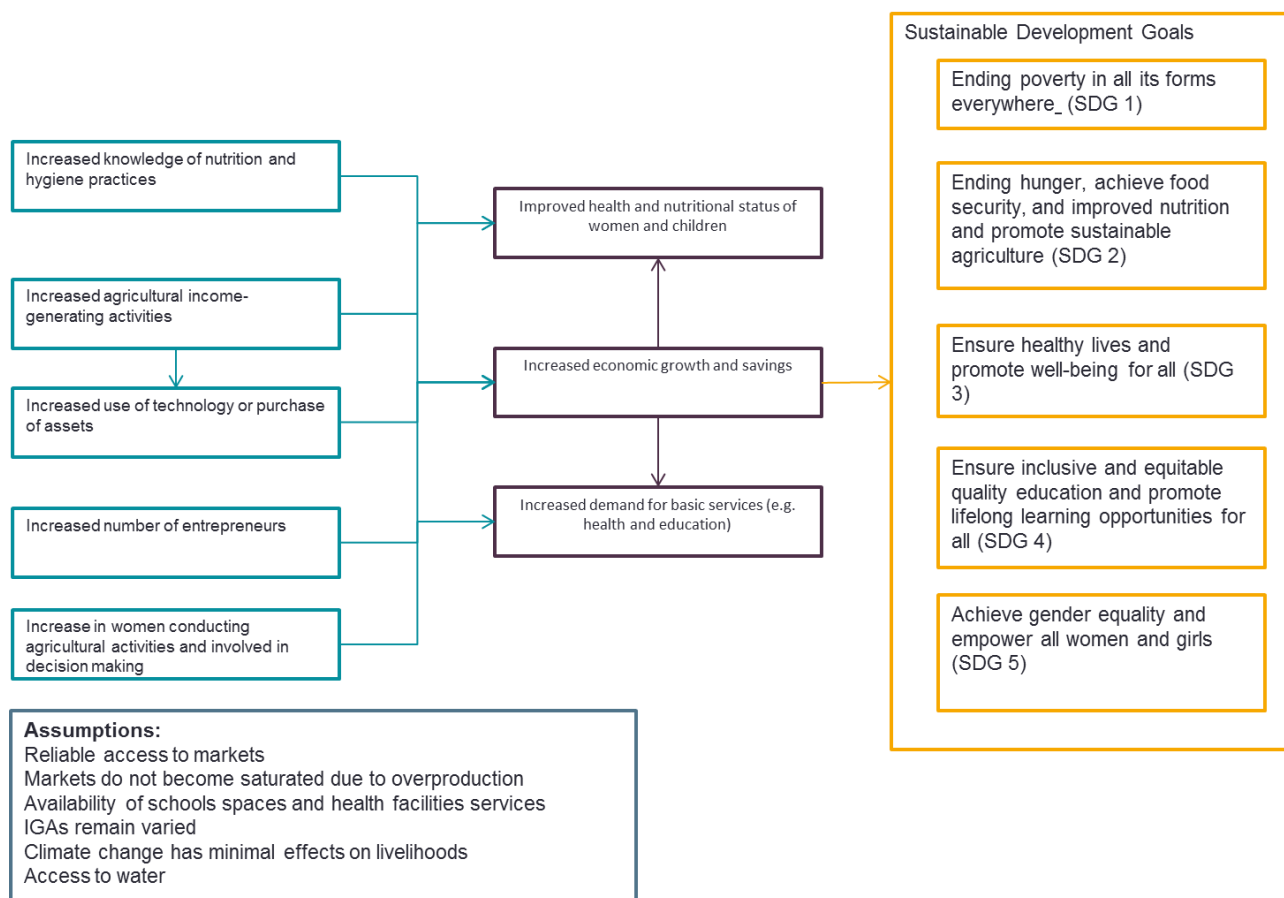 Sustainable Development Goals
Ending poverty in all its forms
everywhere_ (SDG 1)
Increased knowledge of nutrition and
hygiene practices
Improved health and nutritional status of
women and children
Ending hunger, achieve food
security, and improved nutrition
and promote sustainable
agriculture (SDG 2)
Increased agricultural income-
generating activities
Increased economic growth and savings
Ensure healthy lives and
promote well-being for all (SDG
3)
Increased use of technology or purchase
of assets
Increased demand for basic services (e.g.
health and education)
Ensure inclusive and equitable
quality education and promote
lifelong learning opportunities for
all (SDG 4)
Increased number of entrepreneurs
Increase in women conducting
agricultural activities and involved in
decision making
Achieve gender equality and
empower all women and girls
(SDG 5)
Assumptions:
Reliable access to markets
Markets do not become saturated due to overproduction
Availability of schools spaces and health facilities services
IGAs remain varied
Climate change has minimal effects on livelihoods
Access to water